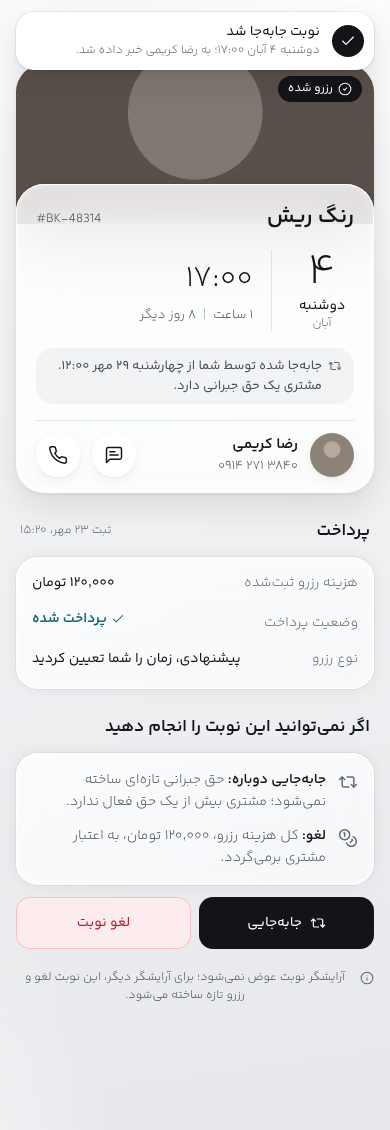 نوبت جابه‌جا شد
دوشنبه ۴ آبان ۱۷:۰۰؛ به رضا کریمی خبر داده شد.
رزرو شده
رنگ ریش
#BK-48314
۴
دوشنبه
آبان
۱۷:۰۰
۱ ساعت | ۸ روز دیگر
جابه‌جا شده توسط شما از چهارشنبه ۲۹ مهر ۱۲:۰۰.
مشتری یک حق جبرانی دارد.
رضا کریمی
۰۹۱۴ ۲۷۱ ۳۸۴۰
پرداخت
ثبت ۲۳ مهر، ۱۵:۲۰
هزینه رزرو ثبت‌شده
۱۲۰,۰۰۰ تومان
وضعیت پرداخت
پرداخت شده
نوع رزرو
پیشنهادی، زمان را شما تعیین کردید
اگر نمی‌توانید این نوبت را انجام دهید
جابه‌جایی دوباره: حق جبرانی تازه‌ای ساخته
نمی‌شود؛ مشتری بیش از یک حق فعال ندارد.
لغو: کل هزینه رزرو، ۱۲۰,۰۰۰ تومان، به اعتبار
مشتری برمی‌گردد.
جابه‌جایی
لغو نوبت
آرایشگر نوبت عوض نمی‌شود؛ برای آرایشگر دیگر، این نوبت لغو و
رزرو تازه ساخته می‌شود.